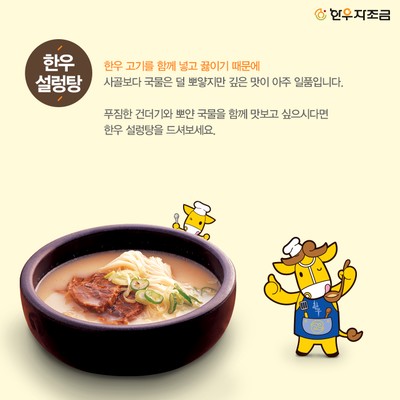 한우자조금
한우
설렁탕
한우 고기를 함께 넣고 끓이기 때문에
사골보다 국물은 덜 뽀얗지만 깊은 맛이 아주 일품입니다.
푸짐한 건더기와 뽀얀 국물을 함께 맛보고 싶으시다면
한우 설렁탕을 드셔보세요.